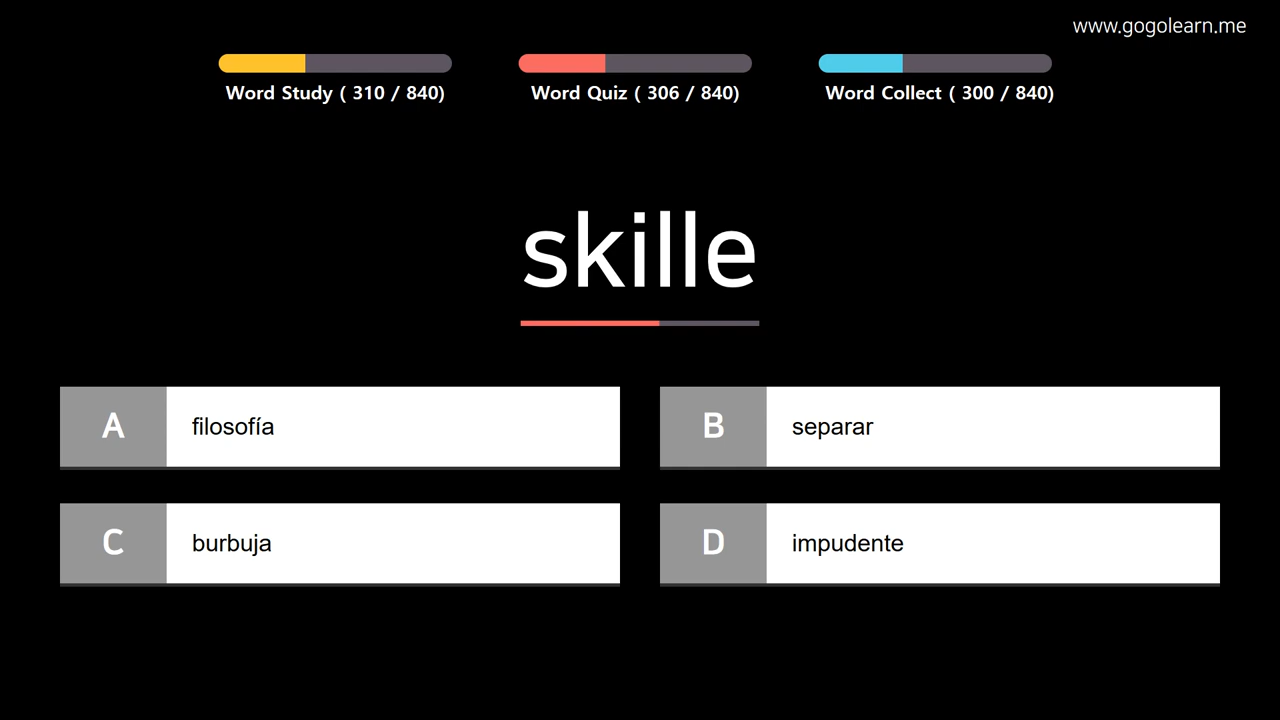 www.gogolearn.me
Word Study ( 310 / 840)
Word Quiz ( 306 / 840)
Word Collect ( 300 / 840)
skille
A filosofía
B separar
C burbuja
D impudente